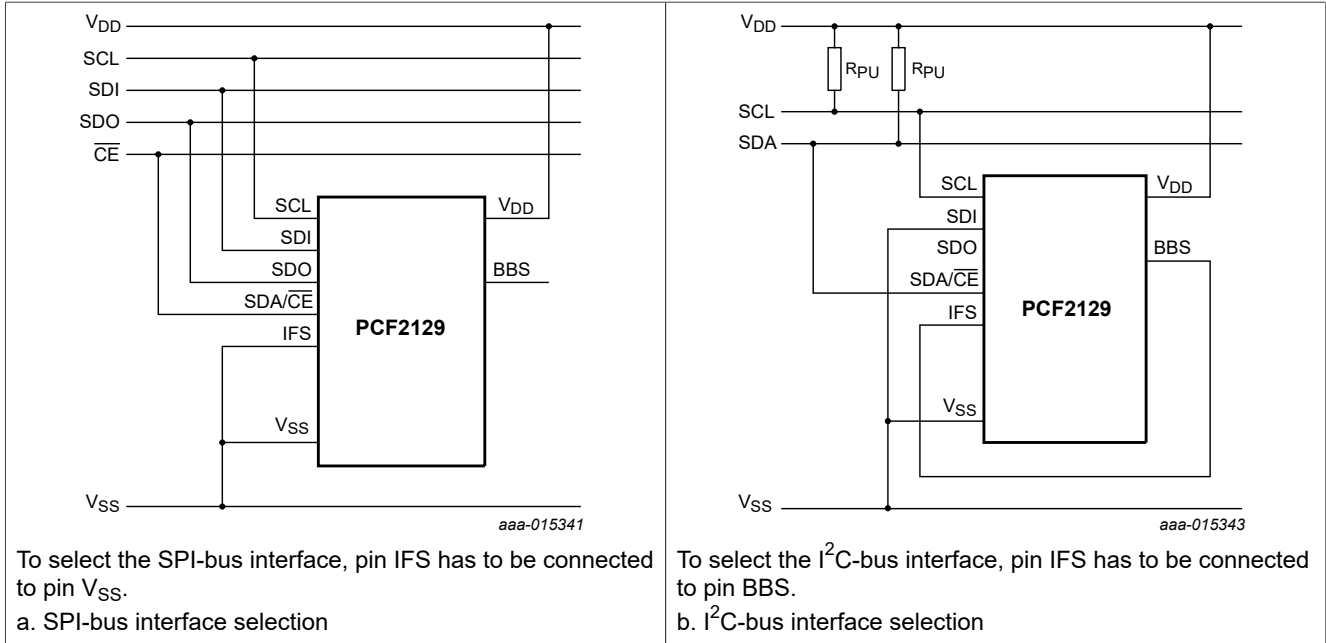 VDD
SCL
SDI
SDO
CE
SCL
VDD
SDI
SDO
BBS
SDA/CE
PCF2129
IFS
VSS
VSS
aaa-015341
To select the SPI-bus interface, pin IFS has to be connected
to pin VSS.
a. SPI-bus interface selection
VDD
RPU
RPU
SCL
SDA
SCL
VDD
SDI
SDO
BBS
SDA/CE
PCF2129
IFS
VSS
VSS
aaa-015343
To select the I2C-bus interface, pin IFS has to be connected
to pin BBS.
b. I2C-bus interface selection